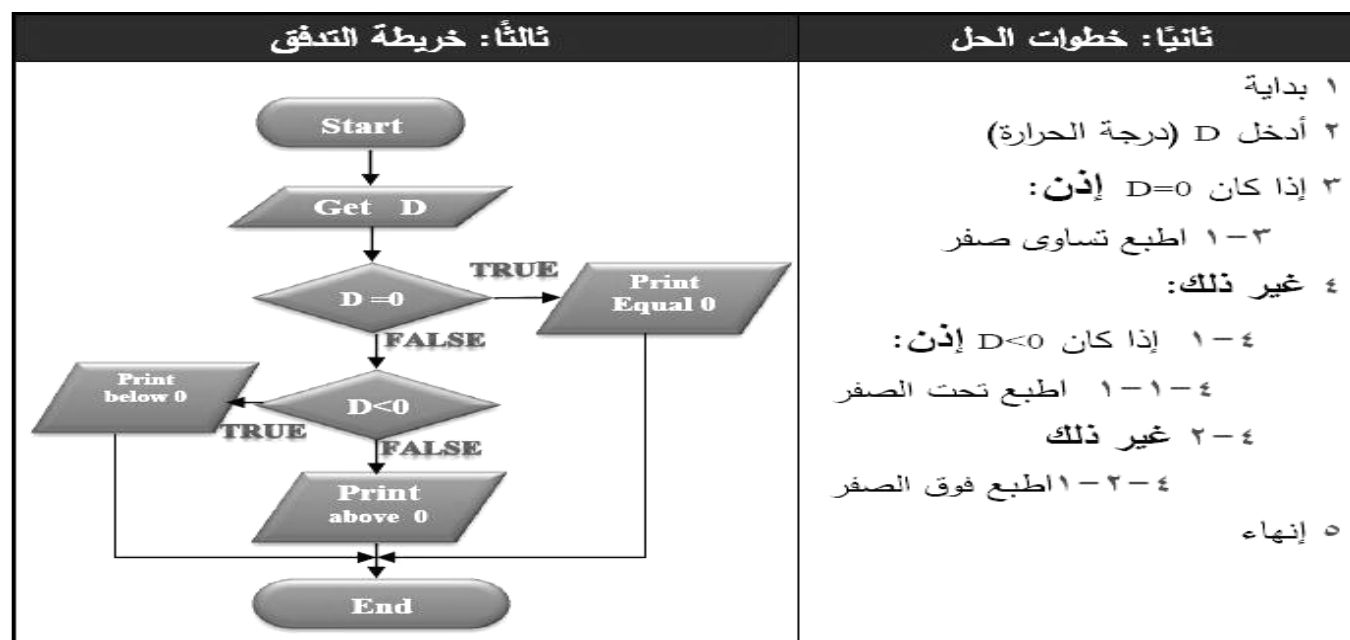 ثانيًا: خطوات الحل
١ بداية
٢ أدخل D (درجة الحرارة)
٣ إذا كان D=0 إذن:
٣-١ اطبع تساوى صفر
٤ غير ذلك:
٤-١ إذا كان D<0 إذن:
٤-١-١ اطبع تحت الصفر
٤-٢ غير ذلك
٤-٢-١اطبع فوق الصفر
٥ إنهاء
ثالثًا: خريطة التدفق
Start
Get D
D =0
TRUE
Print
Equal 0
FALSE
D<0
TRUE
Print
below 0
FALSE
Print
above 0
End